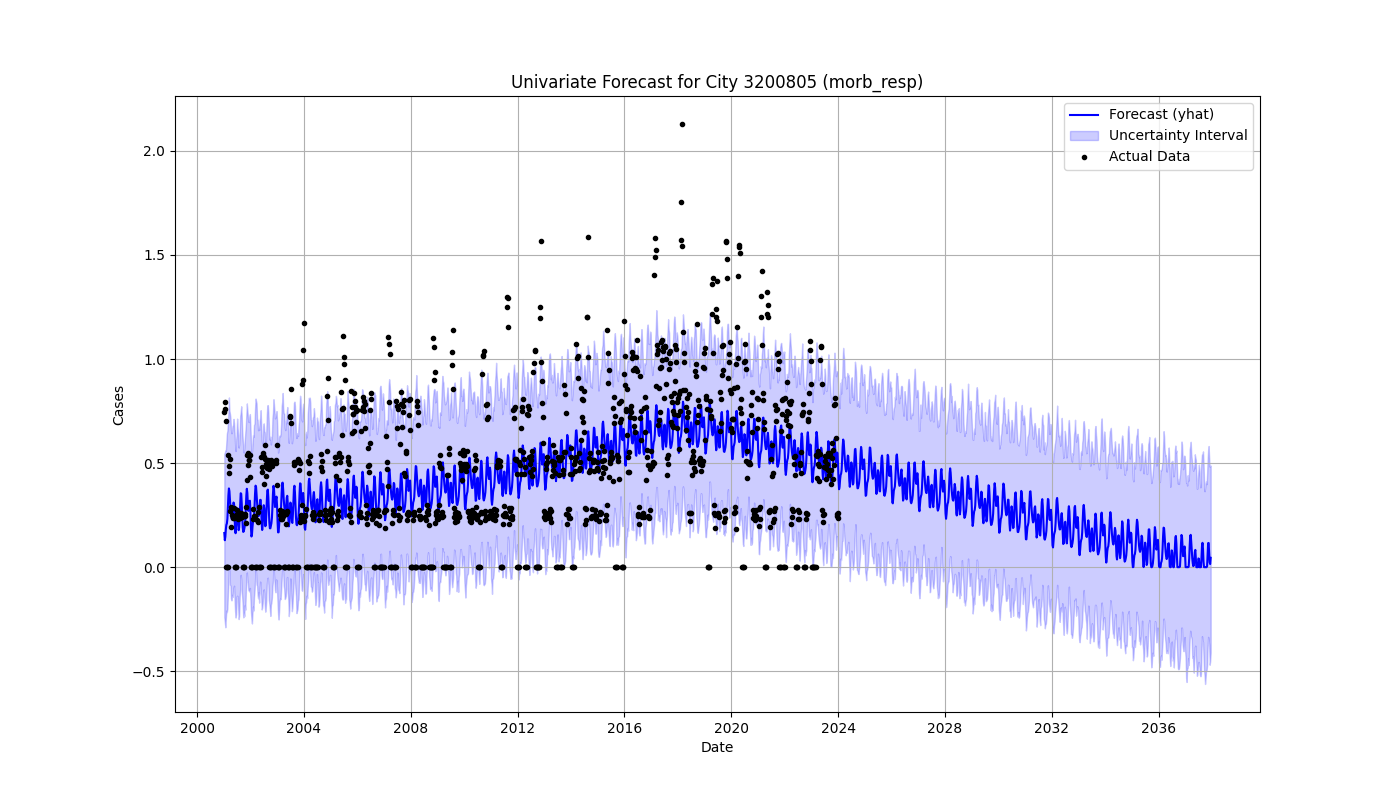 Univariate Forecast for City 3200805 (morb_resp)
Forecast (yhat)
Uncertainty Interval
Actual Data
2.0
1.5
1.0
0.5
0.0
−0.5
Cases
2000 2004 2008 2012 2016 2020 2024 2028 2032 2036
Date